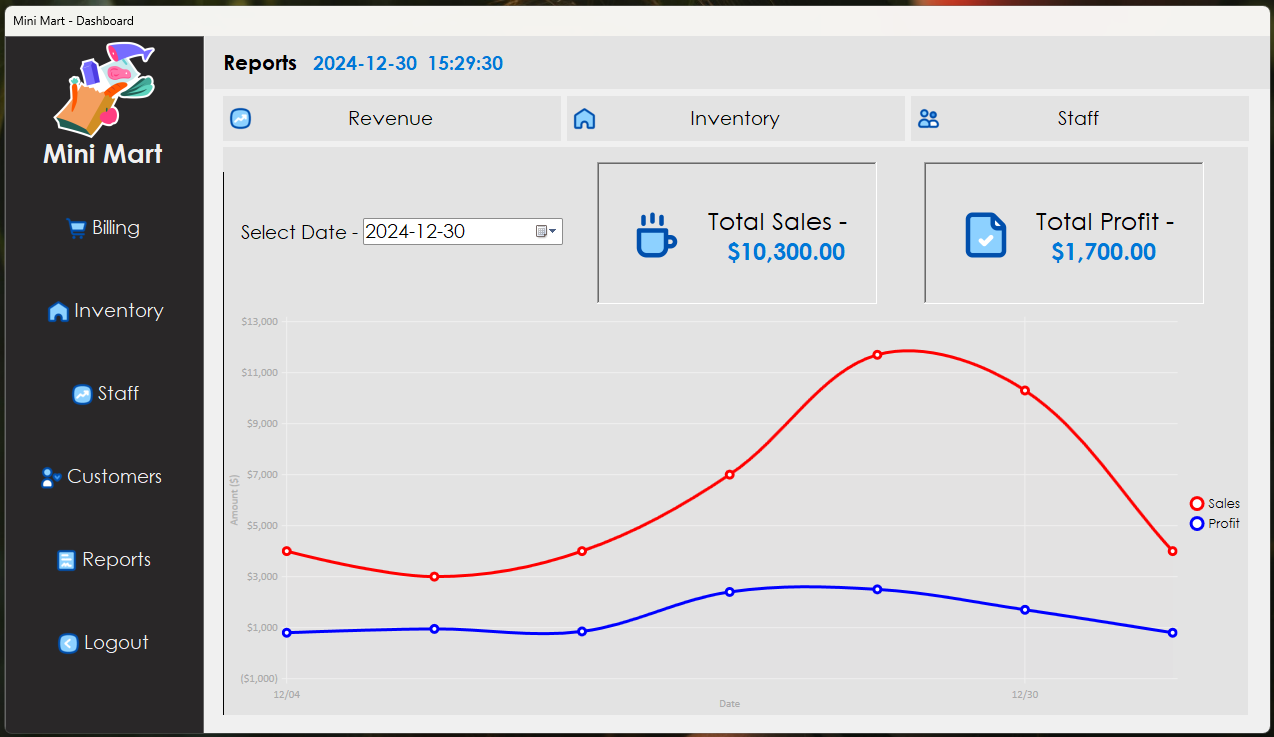 Mini Mart - Dashboard
Mini Mart
Billing
Inventory
Staff
Customers
Reports
Logout
Reports 2024-12-30 15:29:30
Revenue
Inventory
Staff
Select Date - 2024-12-30
Total Sales -
$10,300.00
Total Profit -
$1,700.00
$13,000
$11,000
$9,000
$7,000
$5,000
$3,000
$1,000
($1,000)
Amount ($)
12/04
12/30
Date
Sales
Profit